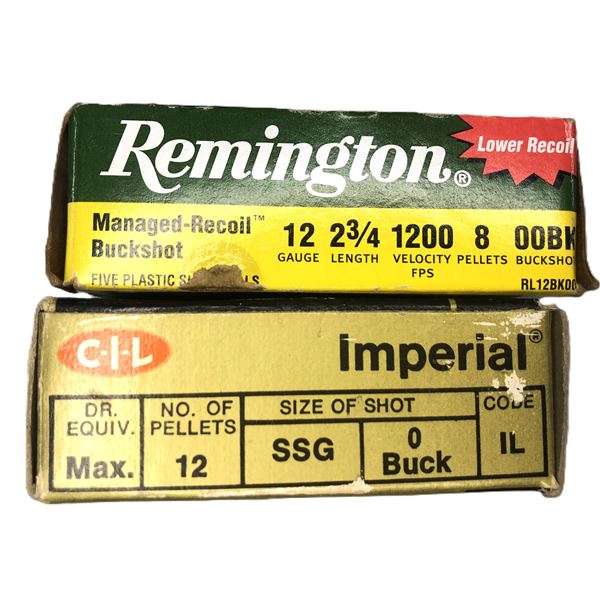 Remington® Lower Recoil
Managed-Recoil™
Buckshot
12 2¾ 1200 8 00BK
GAUGE LENGTH VELOCITY PELLETS BUCKSHO
FPS
FIVE PLASTIC RL12BK00
C-I-L Imperial®
DR. EQUIV. NO. OF PELLETS SIZE OF SHOT CODE
Max. 12 SSG 0 Buck IL